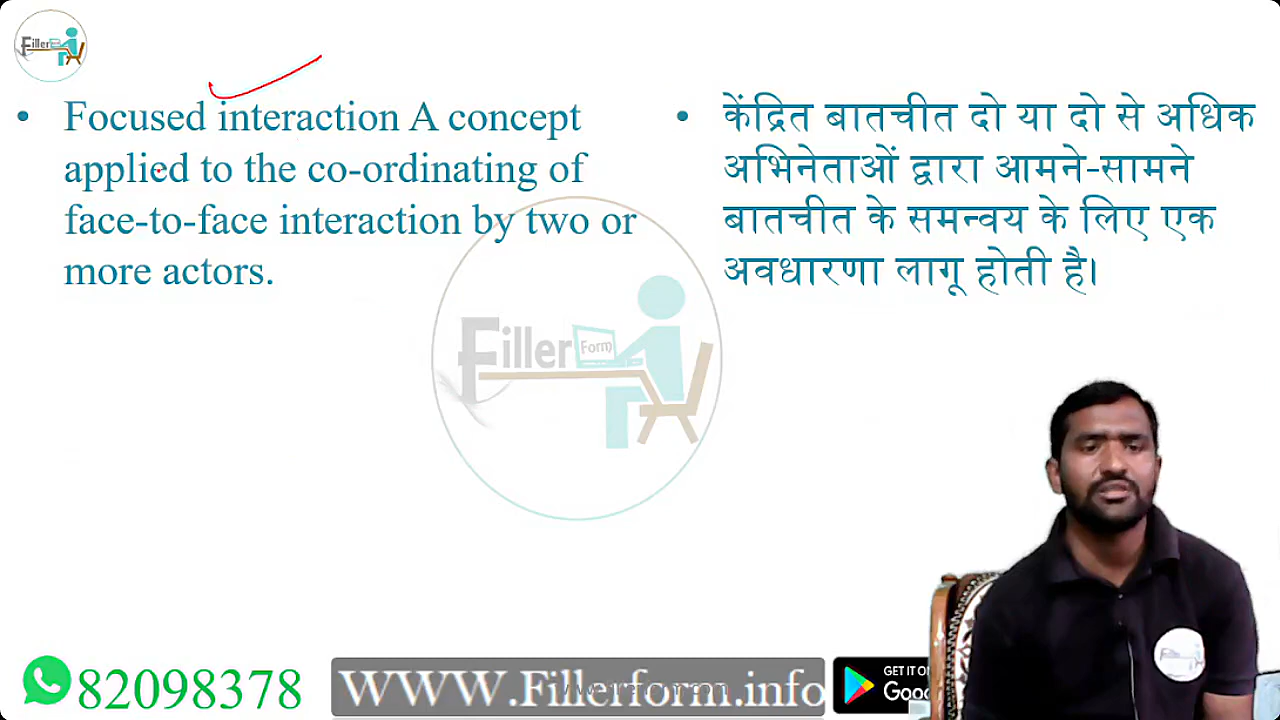 Filler
• Focused interaction A concept
applied to the co-ordinating of
face-to-face interaction by two or
more actors.
• केंद्रित बातचीत दो या दो से अधिक
अभिनेताओं द्वारा आमने-सामने
बातचीत के समन्वय के लिए एक
अवधारणा लागू होती है।
Filler Form
Filler
82098378
WWW.Fillerform.info
GET IT ON
Goo